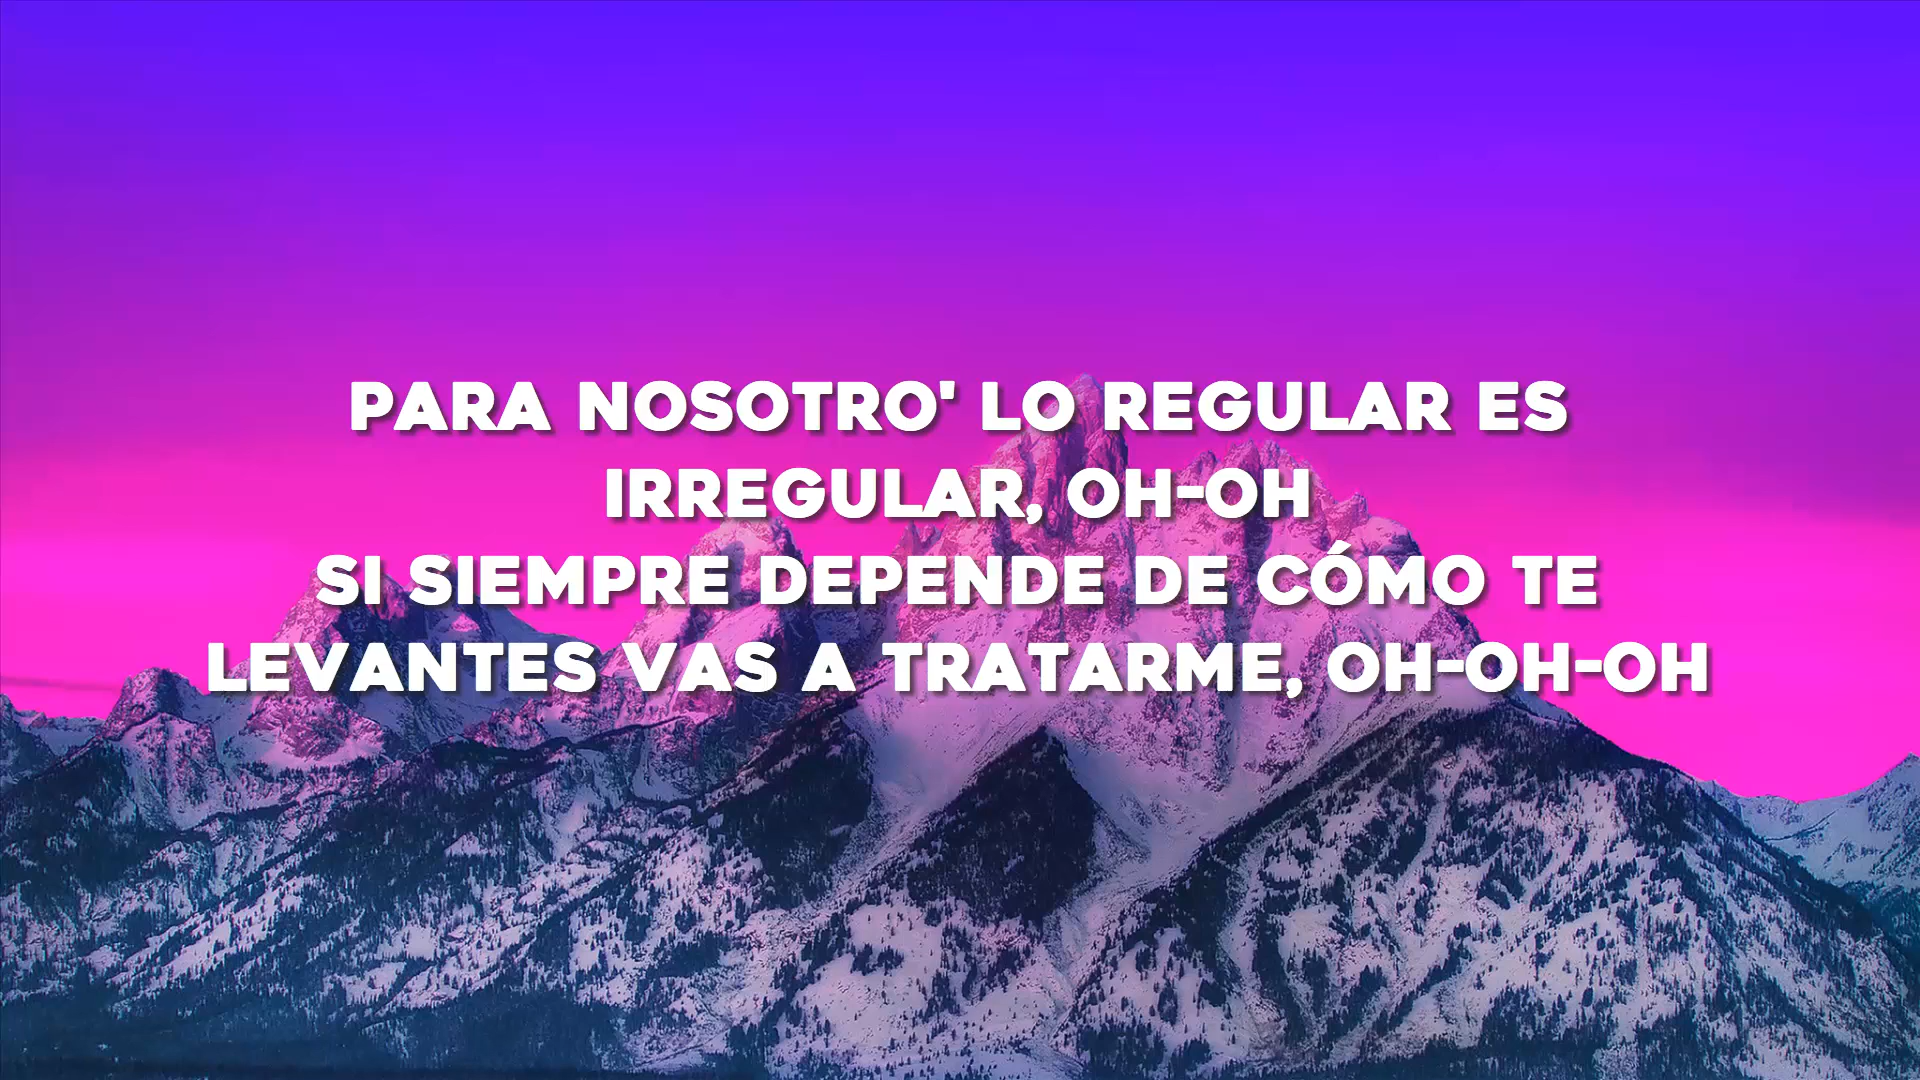 PARA NOSOTRO' LO REGULAR ES
IRREGULAR, OH-OH
SI SIEMPRE DEPENDE DE CÓMO TE
LEVANTES VAS A TRATARME, OH-OH-OH